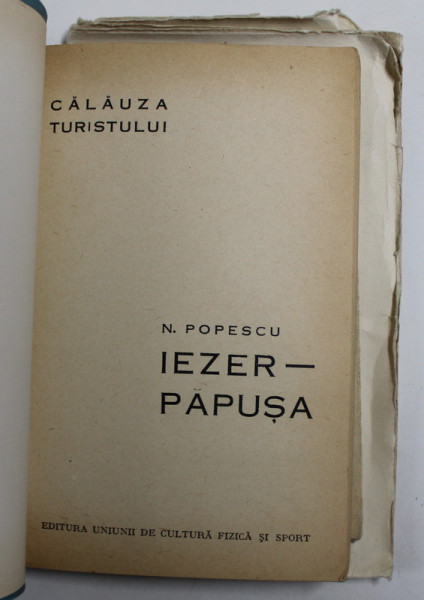 CĂLĂUZA
TURISTULUI
N. POPESCU
IEZER—
PĂPUȘA
EDITURA UNIUNII DE CULTURĂ FIZICĂ ȘI SPORT